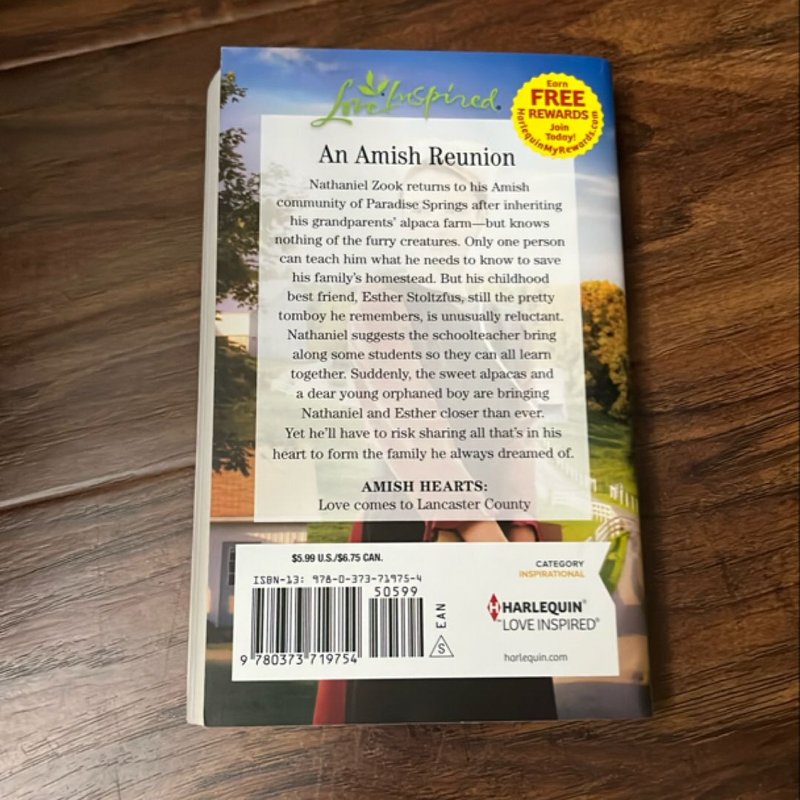 Love Inspired®
Earn
FREE
REWARDS
Join
Today!
HarlequinMyRewards.com
An Amish Reunion
Nathaniel Zook returns to his Amish
community of Paradise Springs after inheriting
his grandparents' alpaca farm—but knows
nothing of the furry creatures. Only one person
can teach him what he needs to know to save
his family's homestead. But his childhood
best friend, Esther Stoltzfus, still the pretty
tomboy he remembers, is unusually reluctant.
Nathaniel suggests the schoolteacher bring
along some students so they can all learn
together. Suddenly, the sweet alpacas and
a dear young orphaned boy are bringing
Nathaniel and Esther closer than ever.
Yet he'll have to risk sharing all that's in his
heart to form the family he always dreamed of.
AMISH HEARTS:
Love comes to Lancaster County
$5.99 U.S./$6.75 CAN.
ISBN-13: 978-0-373-71975-4
50599
9 780373 719754
S
EAN
CATEGORY
INSPIRATIONAL
H HARLEQUIN®
™LOVE INSPIRED®
harlequin.com